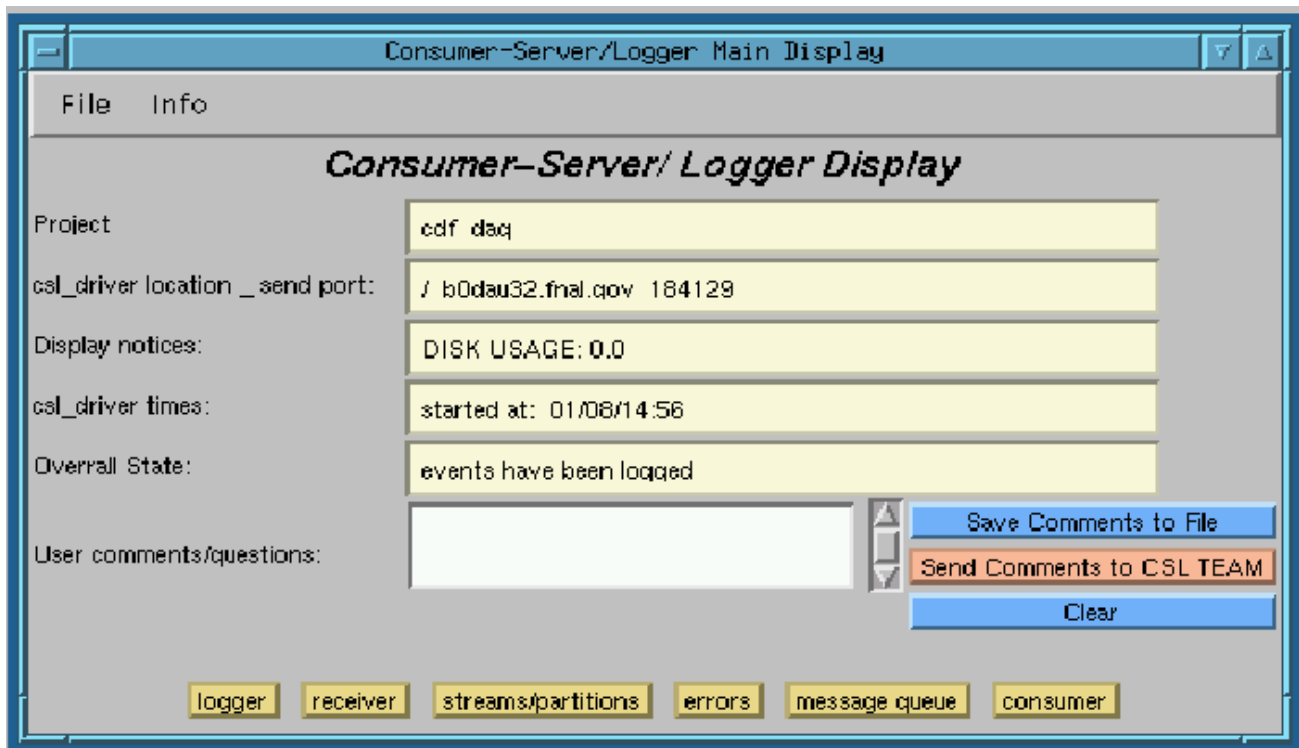 Consumer-Server/Logger Main Display
File Info
Consumer-Server/ Logger Display
Project cdf daq
csl_driver location _ send port: / b0dau32.fnal.gov 184129
Display notices: DISK USAGE: 0.0
csl_driver times: started at: 01/08/14:56
Overrall State: events have been logged
User comments/questions:
Save Comments to File
Send Comments to CSL TEAM
Clear
logger receiver streams/partitions errors message queue consumer